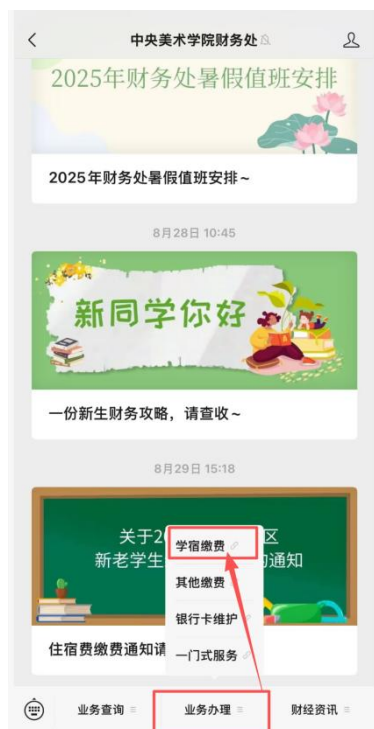 中央美术学院财务处
2025年财务处暑假值班安排
2025年财务处暑假值班安排~
8月28日 10:45
新同学你好
一份新生财务攻略，请查收~
8月29日 15:18
关于2
区
新老学生
的通知
学宿缴费
其他缴费
银行卡维护
一门式服务
住宿费缴费通知请
业务查询
业务办理
财经资讯